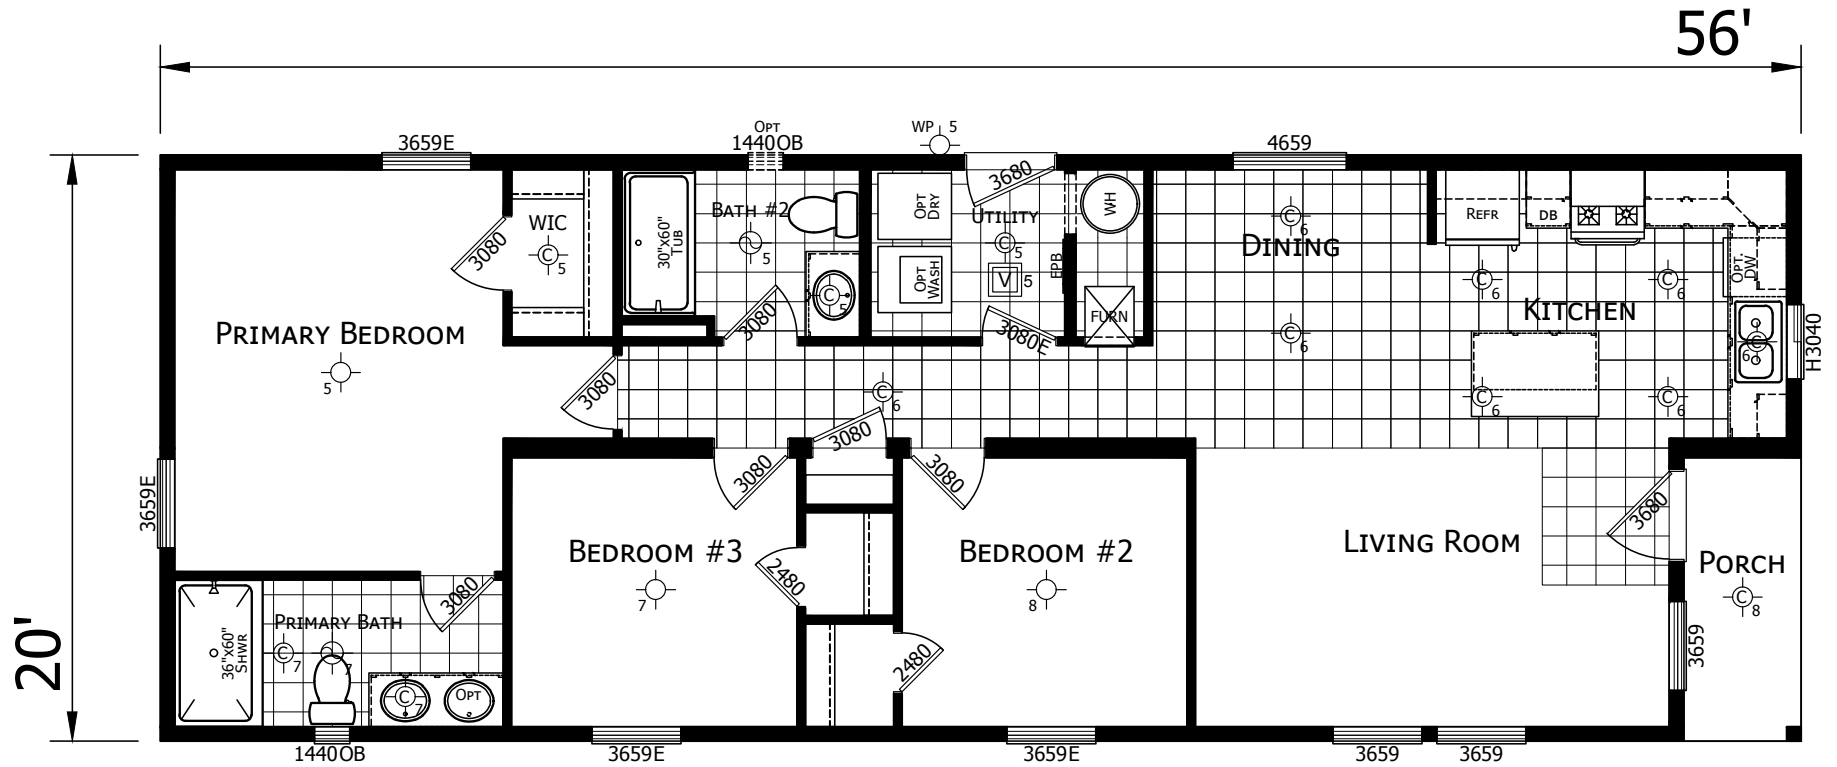 56'
20'
3659E
OPT
1440OB
WP 5
4659
3680
3080
WIC
C 5
BATH #2
30"x60"
TUB
5
C 5
3080
OPT
DRY
OPT
WASH
UTILITY
C 5
V 5
EPB
WH
FURN
3080E
DINING
C 6
C 6
REFR
DB
OPT.
DW
KITCHEN
C 6
C 6
C 6
C 6
C 6
H3040
PRIMARY BEDROOM
5
3080
C 6
3080
3080
3080
3659E
BEDROOM #3
7
2480
BEDROOM #2
8
2480
LIVING ROOM
3680
PORCH
C 8
3659
3080
PRIMARY BATH
36"x60"
SHWR
C 7
7
C 7
OPT
1440OB
3659E
3659E
3659
3659